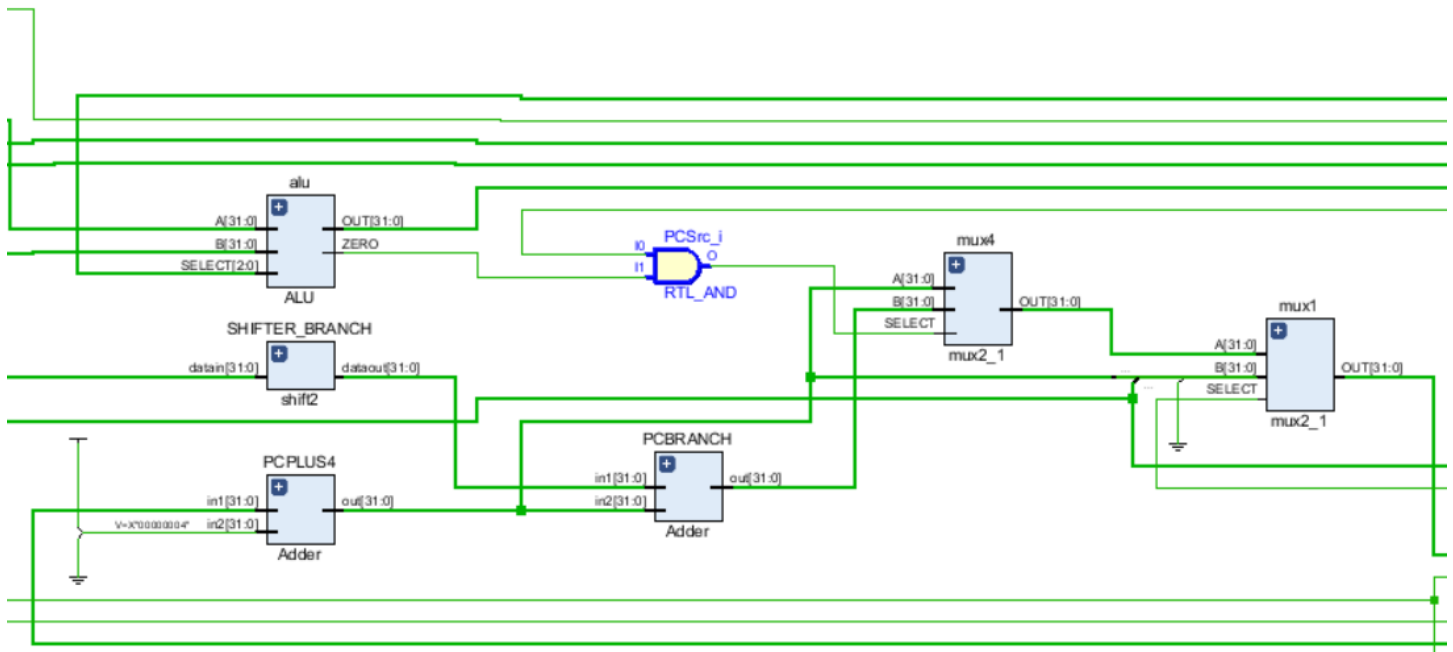 alu
A[31:0]
B[31:0]
SELECT[2:0]
OUT[31:0]
ZERO
ALU
PCSrc_i
I0
I1
O
RTL_AND
mux4
A[31:0]
B[31:0]
SELECT
OUT[31:0]
mux2_1
mux1
A[31:0]
B[31:0]
SELECT
OUT[31:0]
mux2_1
...
...
SHIFTER_BRANCH
datain[31:0]
dataout[31:0]
shift2
PCPLUS4
in1[31:0]
V=X"00000004"
in2[31:0]
out[31:0]
Adder
PCBRANCH
in1[31:0]
in2[31:0]
out[31:0]
Adder